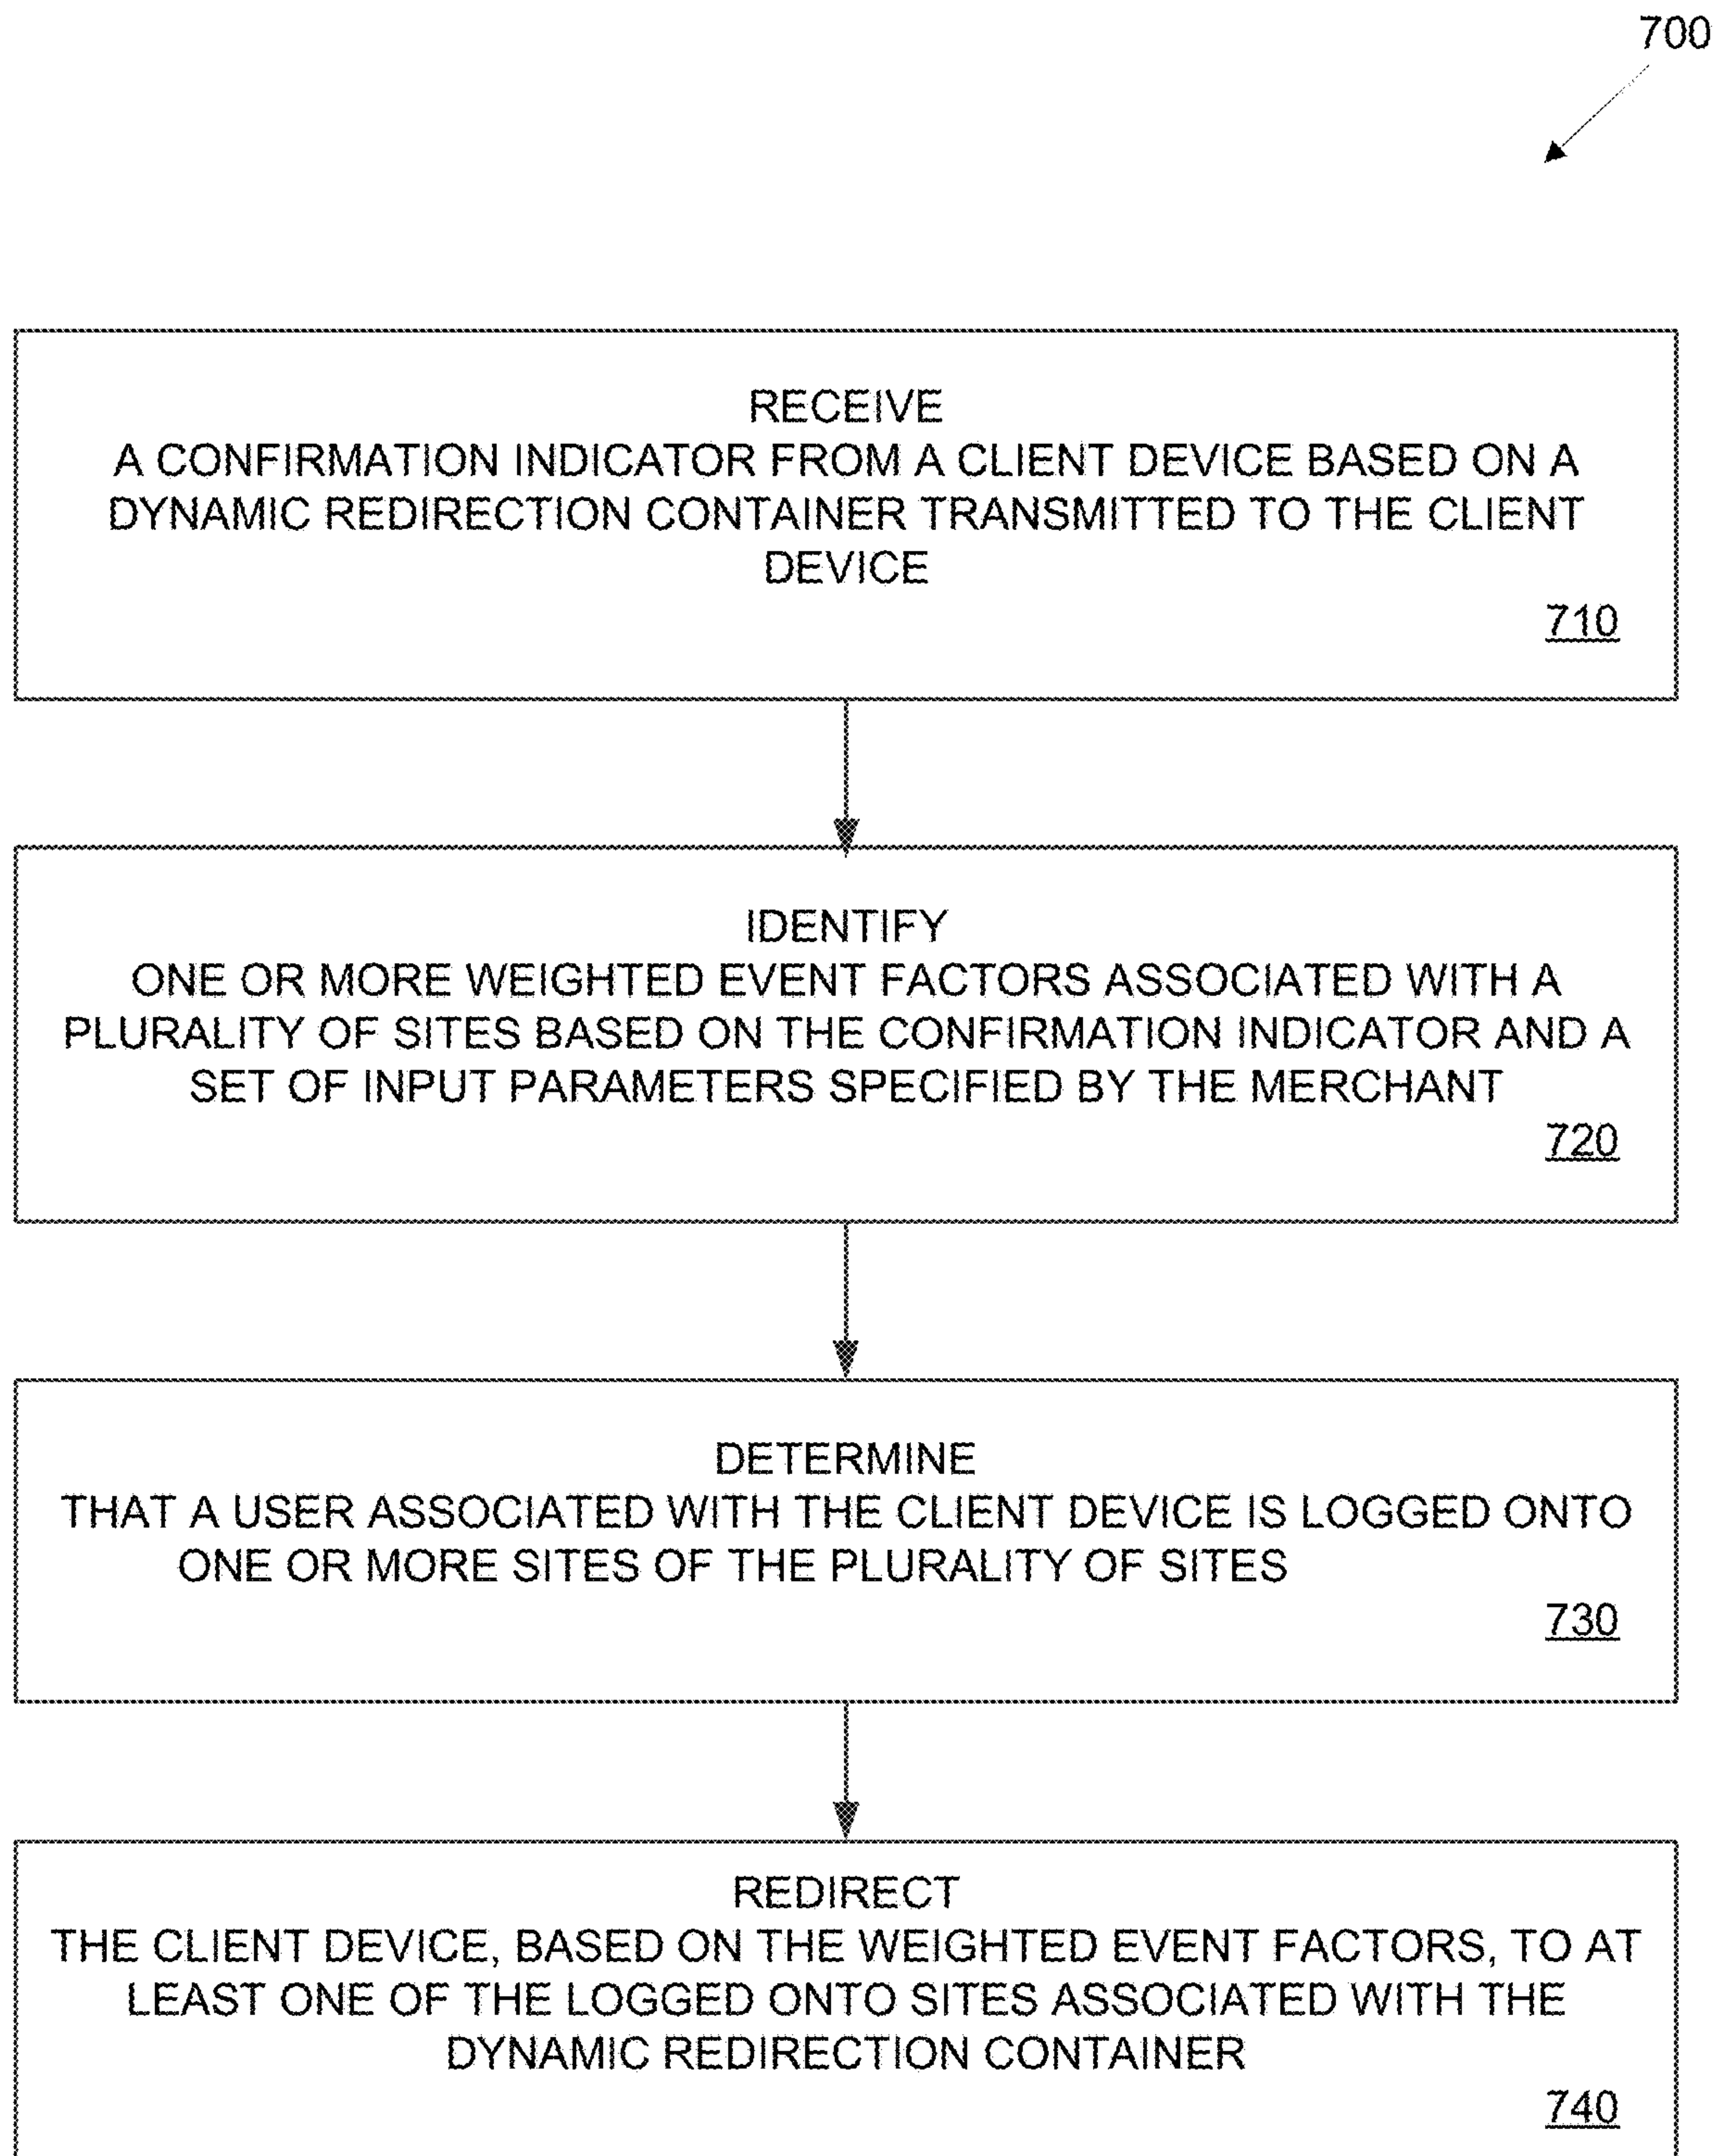 700
RECEIVE
A CONFIRMATION INDICATOR FROM A CLIENT DEVICE BASED ON A
DYNAMIC REDIRECTION CONTAINER TRANSMITTED TO THE CLIENT
DEVICE
710
IDENTIFY
ONE OR MORE WEIGHTED EVENT FACTORS ASSOCIATED WITH A
PLURALITY OF SITES BASED ON THE CONFIRMATION INDICATOR AND A
SET OF INPUT PARAMETERS SPECIFIED BY THE MERCHANT
720
DETERMINE
THAT A USER ASSOCIATED WITH THE CLIENT DEVICE IS LOGGED ONTO
ONE OR MORE SITES OF THE PLURALITY OF SITES
730
REDIRECT
THE CLIENT DEVICE, BASED ON THE WEIGHTED EVENT FACTORS, TO AT
LEAST ONE OF THE LOGGED ONTO SITES ASSOCIATED WITH THE
DYNAMIC REDIRECTION CONTAINER
740